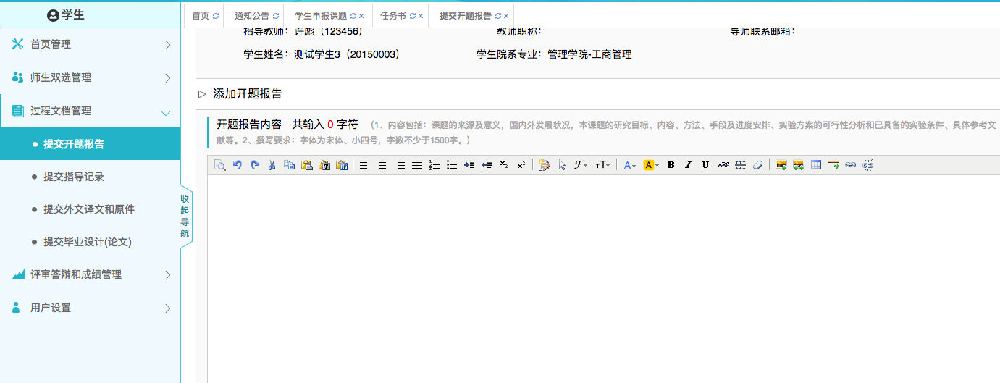 学生
首页
通知公告
学生申报课题
任务书
提交开题报告
首页管理
师生双选管理
过程文档管理
提交开题报告
提交指导记录
提交外文译文和原件
提交毕业设计(论文)
评审答辩和成绩管理
用户设置
收起导航
指导教师：许彪（123456） 教师职称： 导师联系邮箱：
学生姓名：测试学生3（20150003） 学生院系专业：管理学院-工商管理
添加开题报告
开题报告内容 共输入 0 字符 （1、内容包括：课题的来源及意义，国内外发展状况，本课题的研究目标、内容、方法、手段及进度安排、实验方案的可行性分析和已具备的实验条件、具体参考文
献等。2、撰写要求：字体为宋体、小四号，字数不少于1500字。）